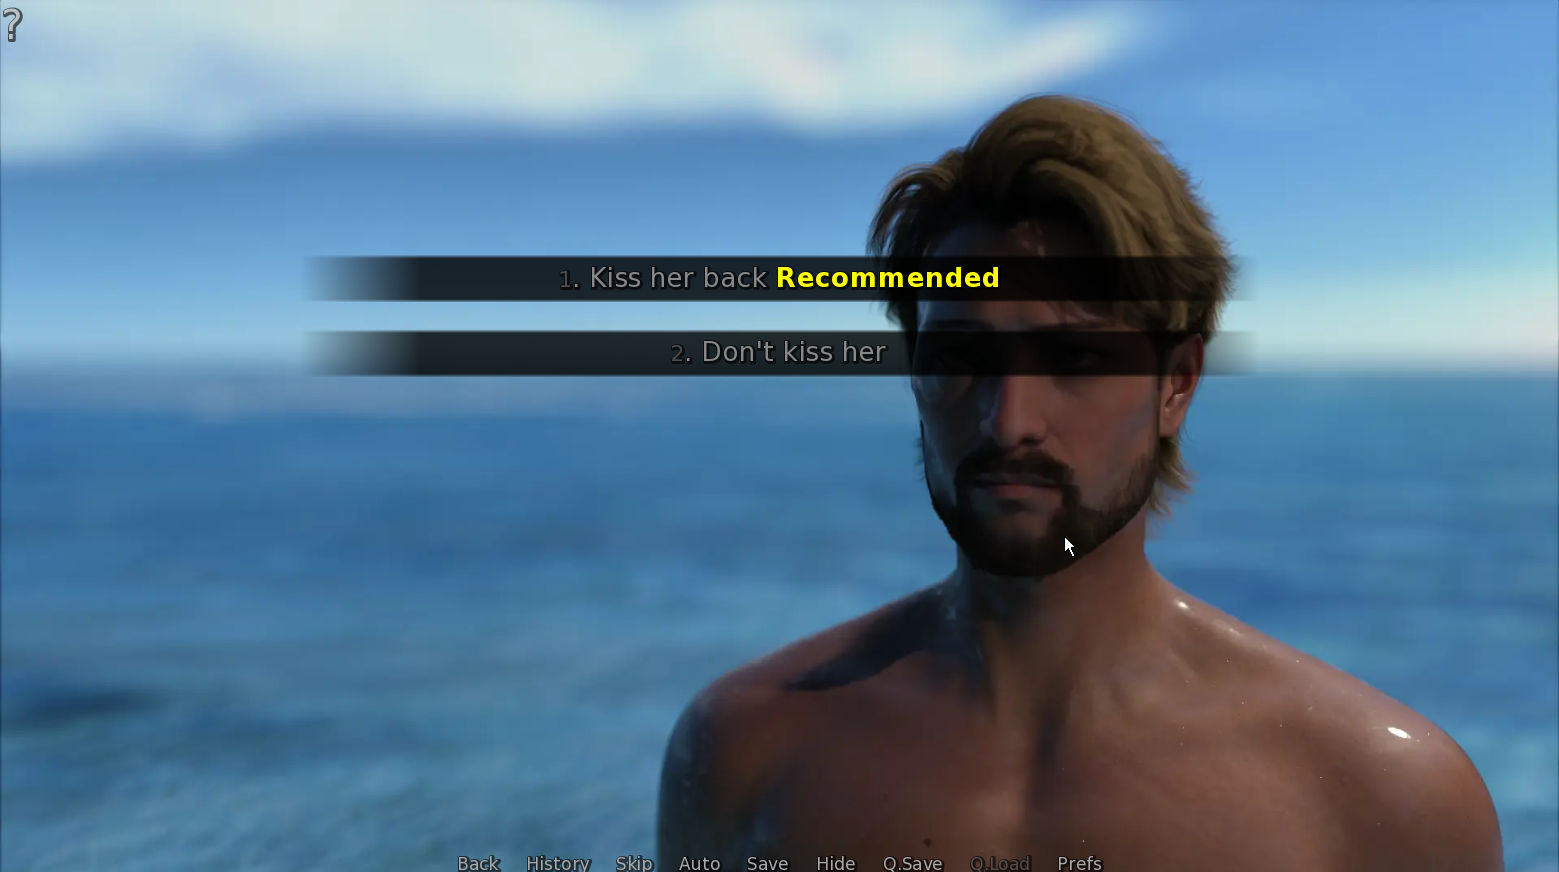 ?
1. Kiss her back Recommended
2. Don't kiss her
Back History Skip Auto Save Hide Q.Save Q.Load Prefs